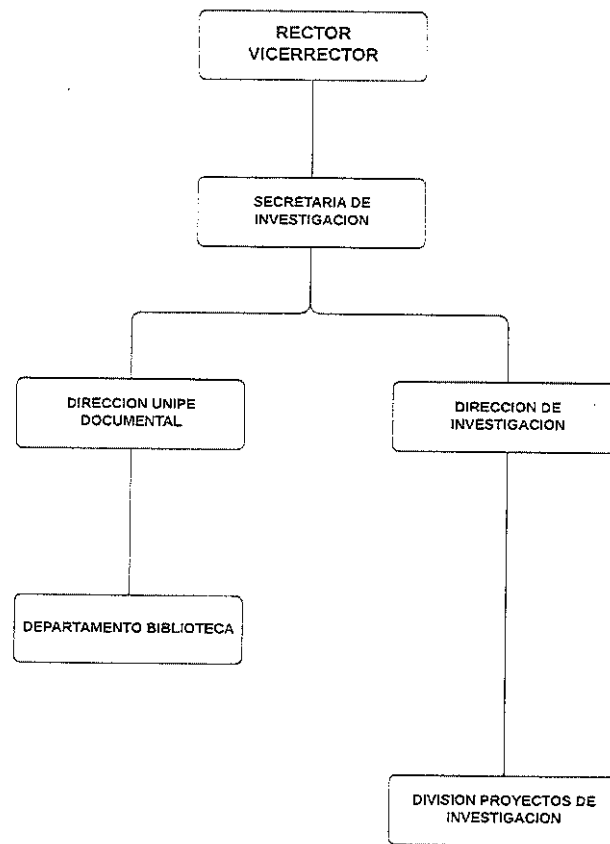 RECTOR
VICERRECTOR
SECRETARIA DE
INVESTIGACION
DIRECCION UNIPE
DOCUMENTAL
DIRECCION DE
INVESTIGACION
DEPARTAMENTO BIBLIOTECA
DIVISION PROYECTOS DE
INVESTIGACION